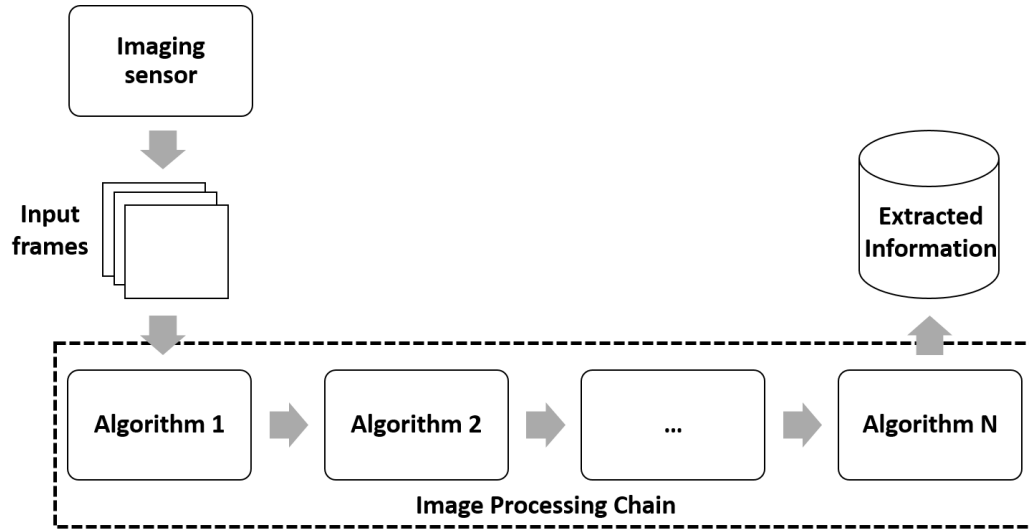 Imaging
sensor
Input
frames
Extracted
Information
Algorithm 1
Algorithm 2
...
Algorithm N
Image Processing Chain